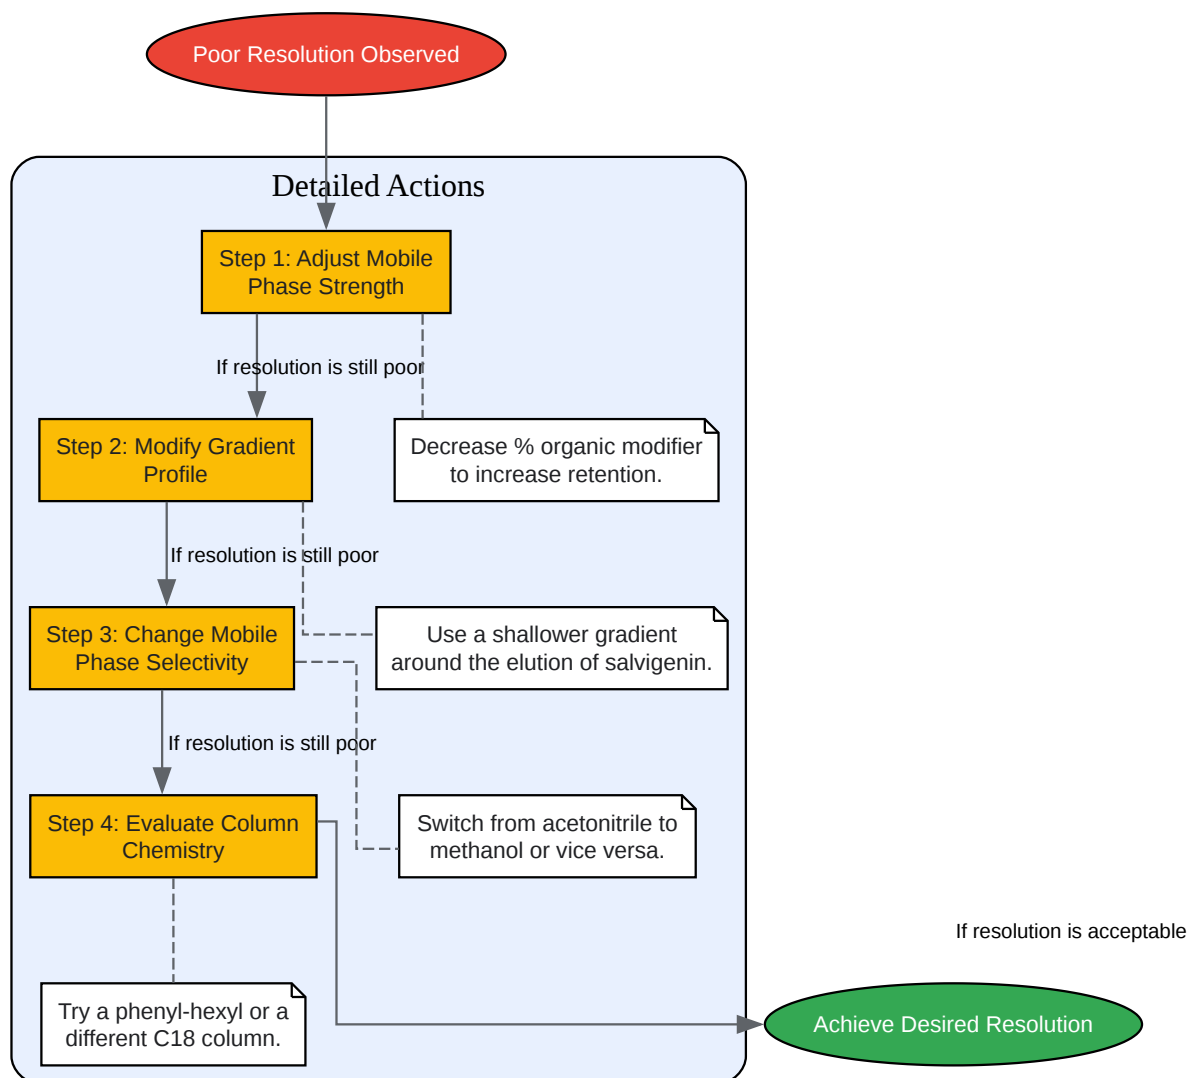 Poor Resolution Observed
Detailed Actions
Step 1: Adjust Mobile
Phase Strength
If resolution is still poor
Step 2: Modify Gradient
Profile
Decrease % organic modifier
to increase retention.
If resolution is still poor
Step 3: Change Mobile
Phase Selectivity
Use a shallower gradient
around the elution of salvigenin.
If resolution is still poor
Step 4: Evaluate Column
Chemistry
Switch from acetonitrile to
methanol or vice versa.
If resolution is acceptable
Try a phenyl-hexyl or a
different C18 column.
Achieve Desired Resolution